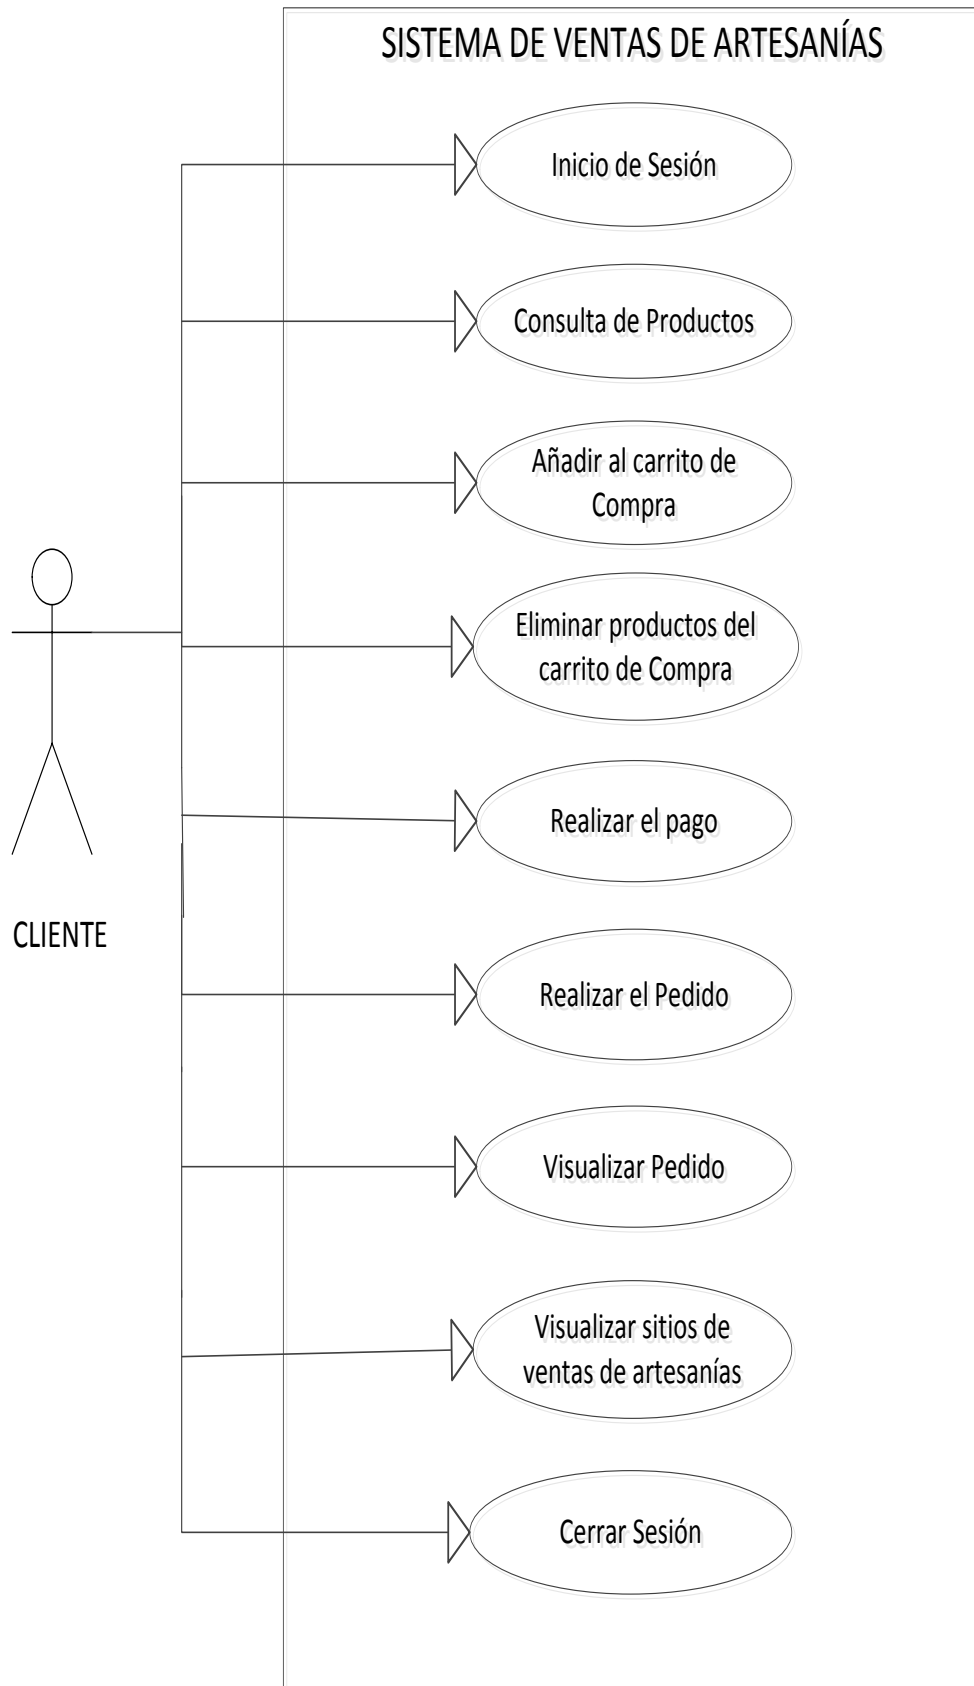 SISTEMA DE VENTAS DE ARTESANÍAS
Inicio de Sesión
Consulta de Productos
Añadir al carrito de
Compra
Eliminar productos del
carrito de Compra
Realizar el pago
CLIENTE
Realizar el Pedido
Visualizar Pedido
Visualizar sitios de
ventas de artesanías
Cerrar Sesión